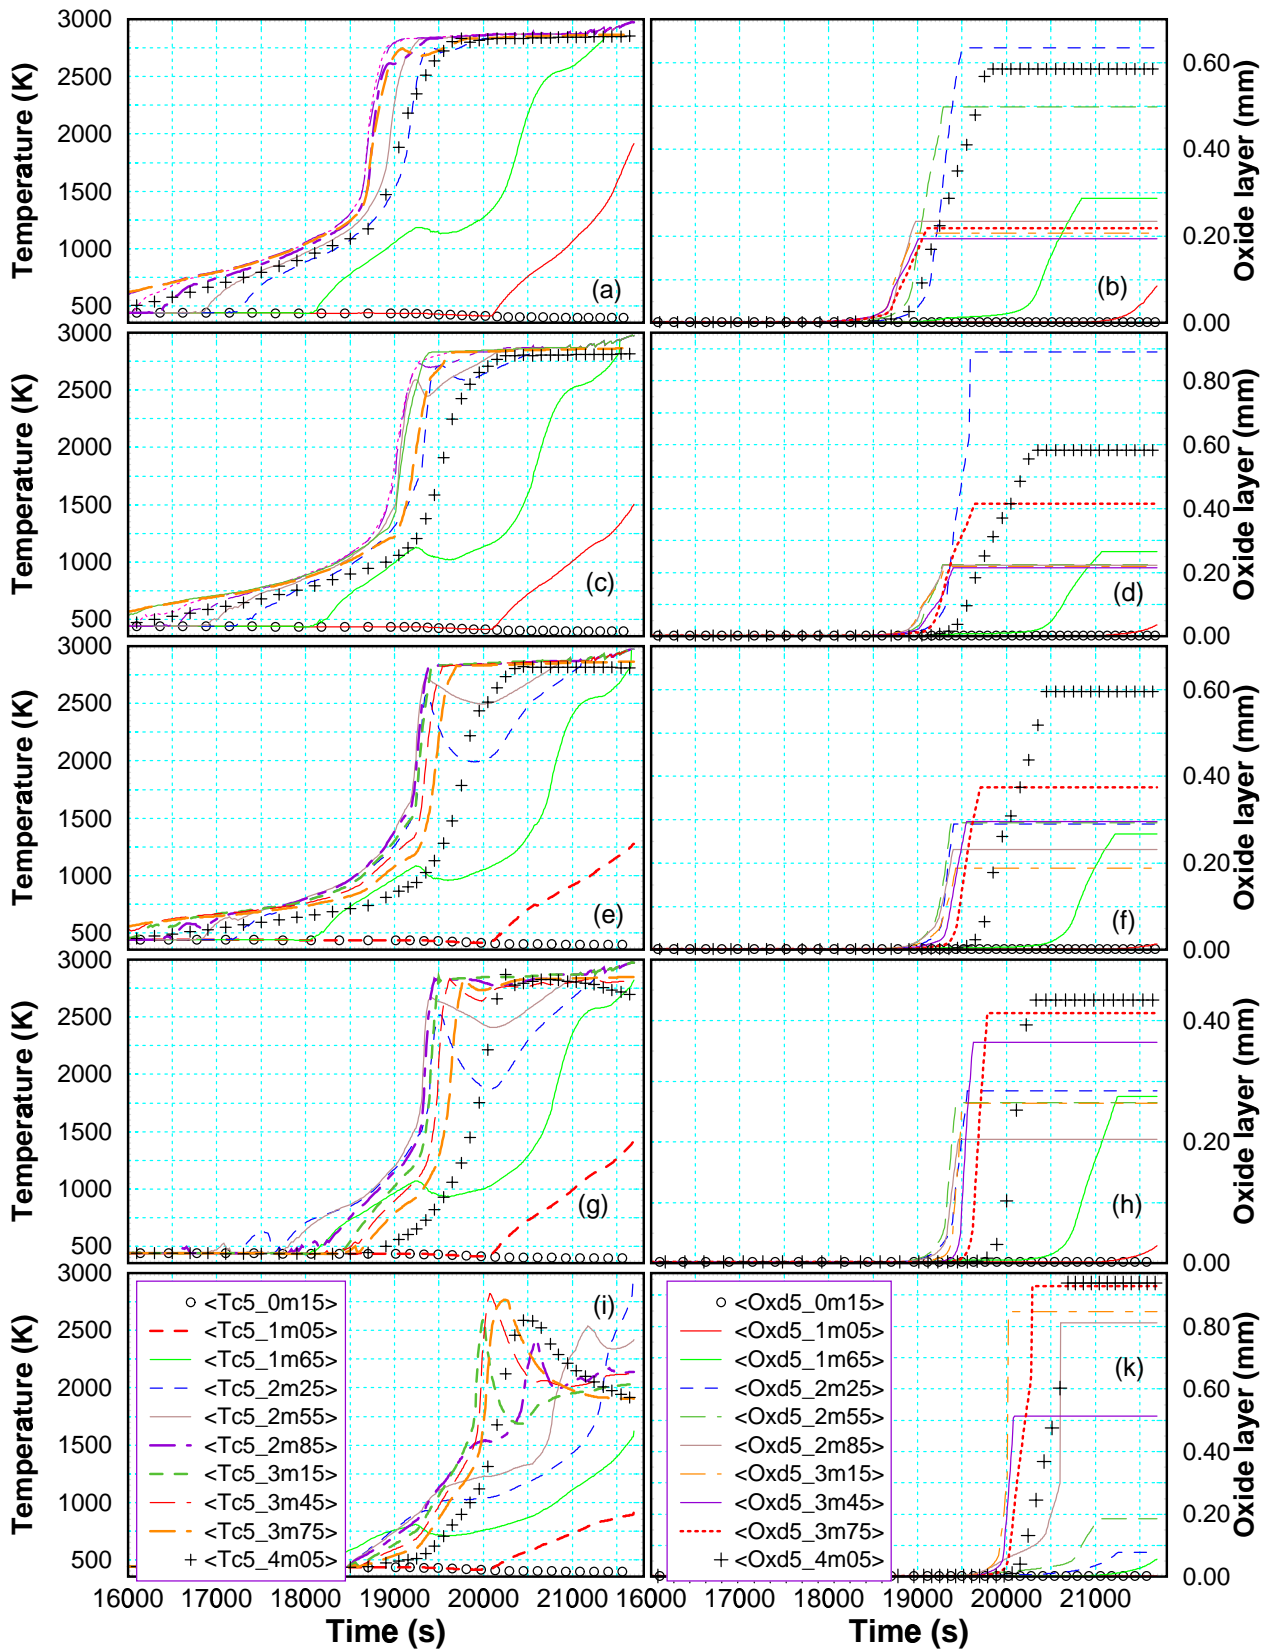 3000
2500
2000
1500
1000
500
Temperature (K)
(a)
0.60
0.40
0.20
0.00
Oxide layer (mm)
(b)
3000
2500
2000
1500
1000
500
Temperature (K)
(c)
0.80
0.60
0.40
0.20
0.00
Oxide layer (mm)
(d)
3000
2500
2000
1500
1000
500
Temperature (K)
(e)
0.60
0.40
0.20
0.00
Oxide layer (mm)
(f)
3000
2500
2000
1500
1000
500
Temperature (K)
(g)
0.40
0.20
0.00
Oxide layer (mm)
(h)
3000
2500
2000
1500
1000
500
Temperature (K)
(i)
<Tc5_0m15>
<Tc5_1m05>
<Tc5_1m65>
<Tc5_2m25>
<Tc5_2m55>
<Tc5_2m85>
<Tc5_3m15>
<Tc5_3m45>
<Tc5_3m75>
<Tc5_4m05>
<Oxd5_0m15>
<Oxd5_1m05>
<Oxd5_1m65>
<Oxd5_2m25>
<Oxd5_2m55>
<Oxd5_2m85>
<Oxd5_3m15>
<Oxd5_3m45>
<Oxd5_3m75>
<Oxd5_4m05>
(k)
0.80
0.60
0.40
0.20
0.00
Oxide layer (mm)
16000 17000 18000 19000 20000 21000 16000 17000 18000 19000 20000 21000
Time (s) Time (s)